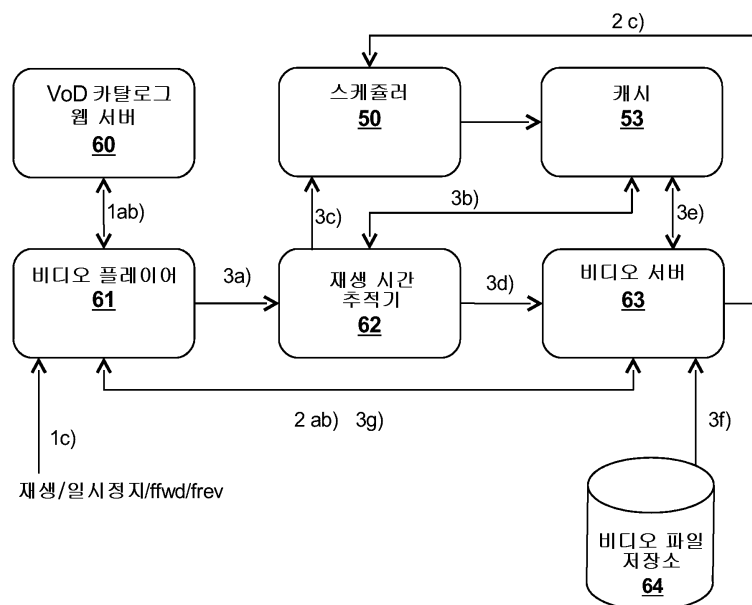 2 c)
VoD 카탈로그
웹 서버
60
스케쥴러
50
캐시
53
1ab)
3c)
3b)
3e)
비디오 플레이어
61
3a)
재생 시간
추적기
62
3d)
비디오 서버
63
2 ab) 3g)
1c)
3f)
재생/일시정지/ffwd/frev
비디오 파일
저장소
64